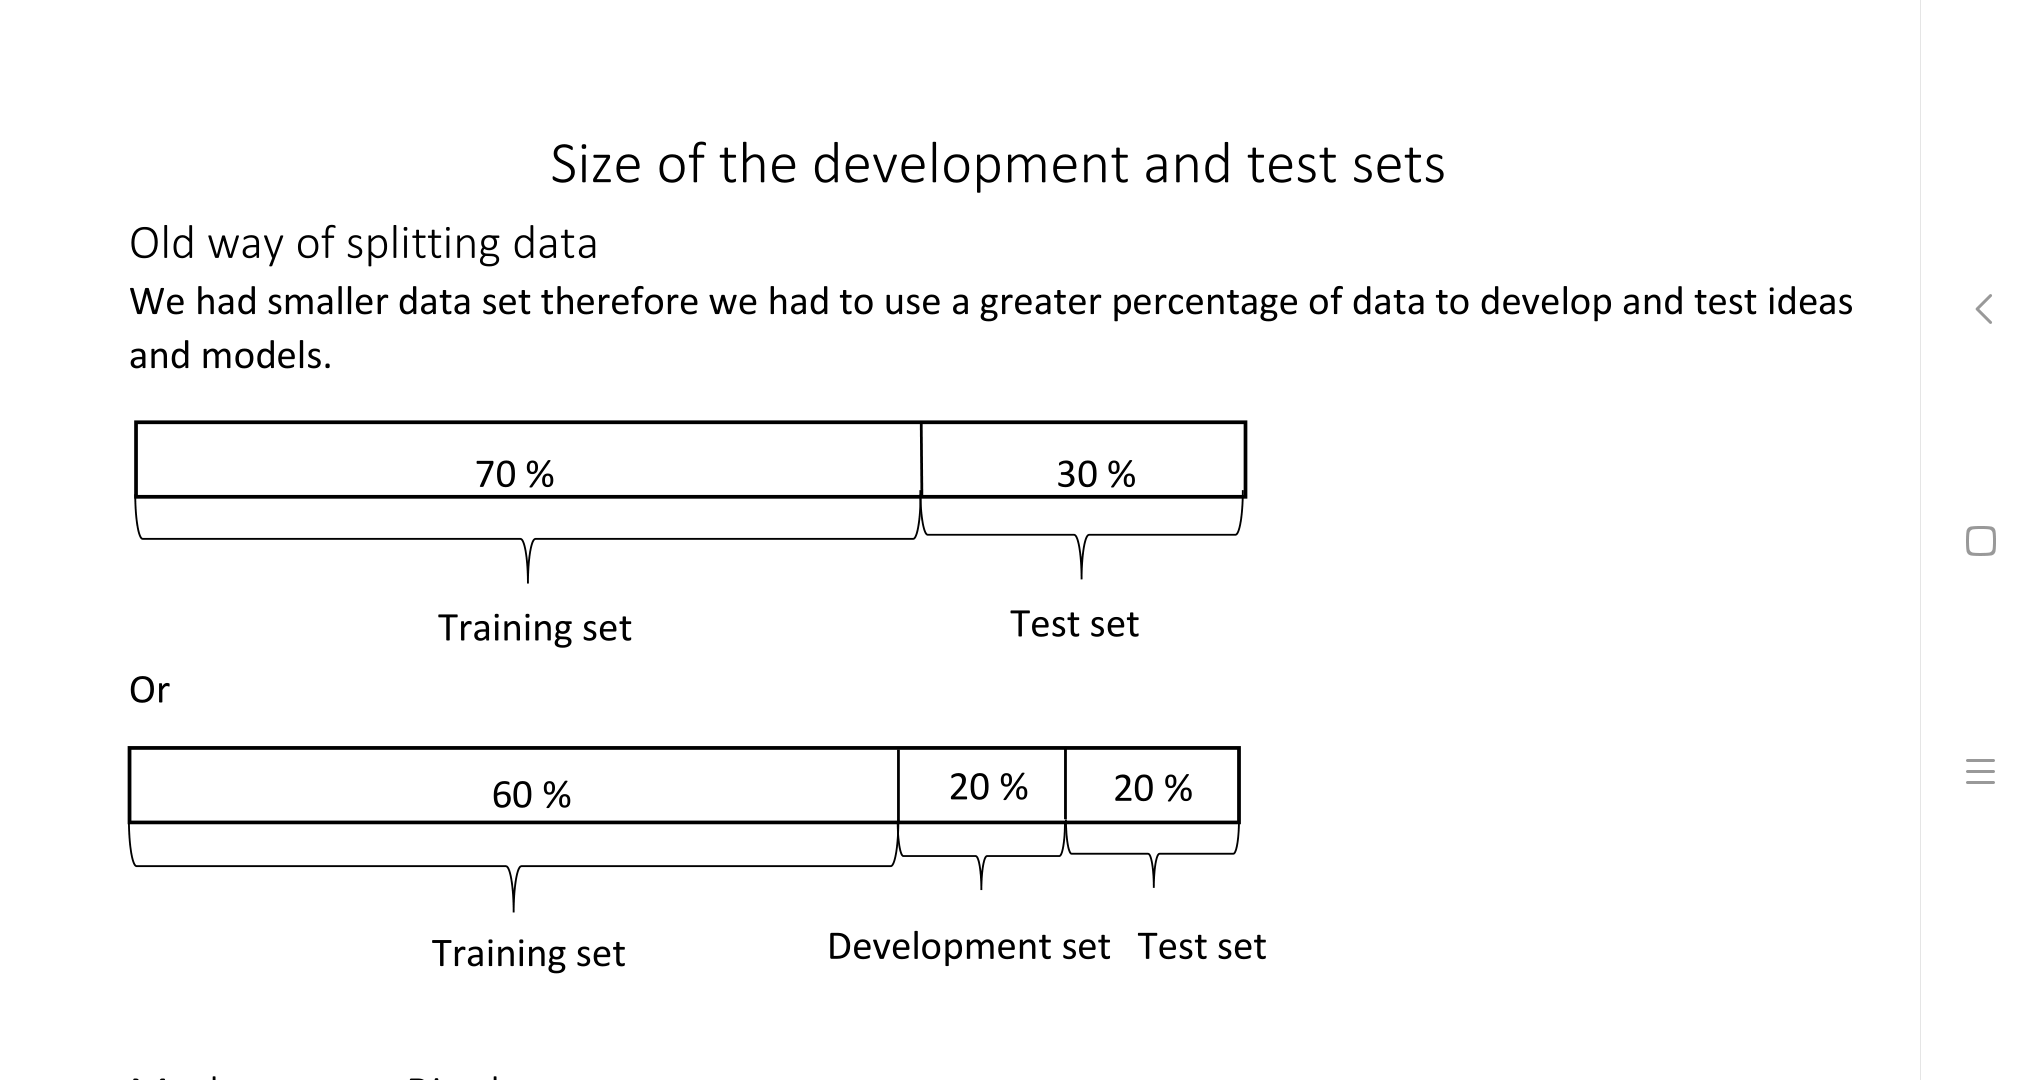 Size of the development and test sets
Old way of splitting data
We had smaller data set therefore we had to use a greater percentage of data to develop and test ideas
and models.
70 % 30 %
Training set Test set
Or
60 % 20 % 20 %
Training set Development set Test set